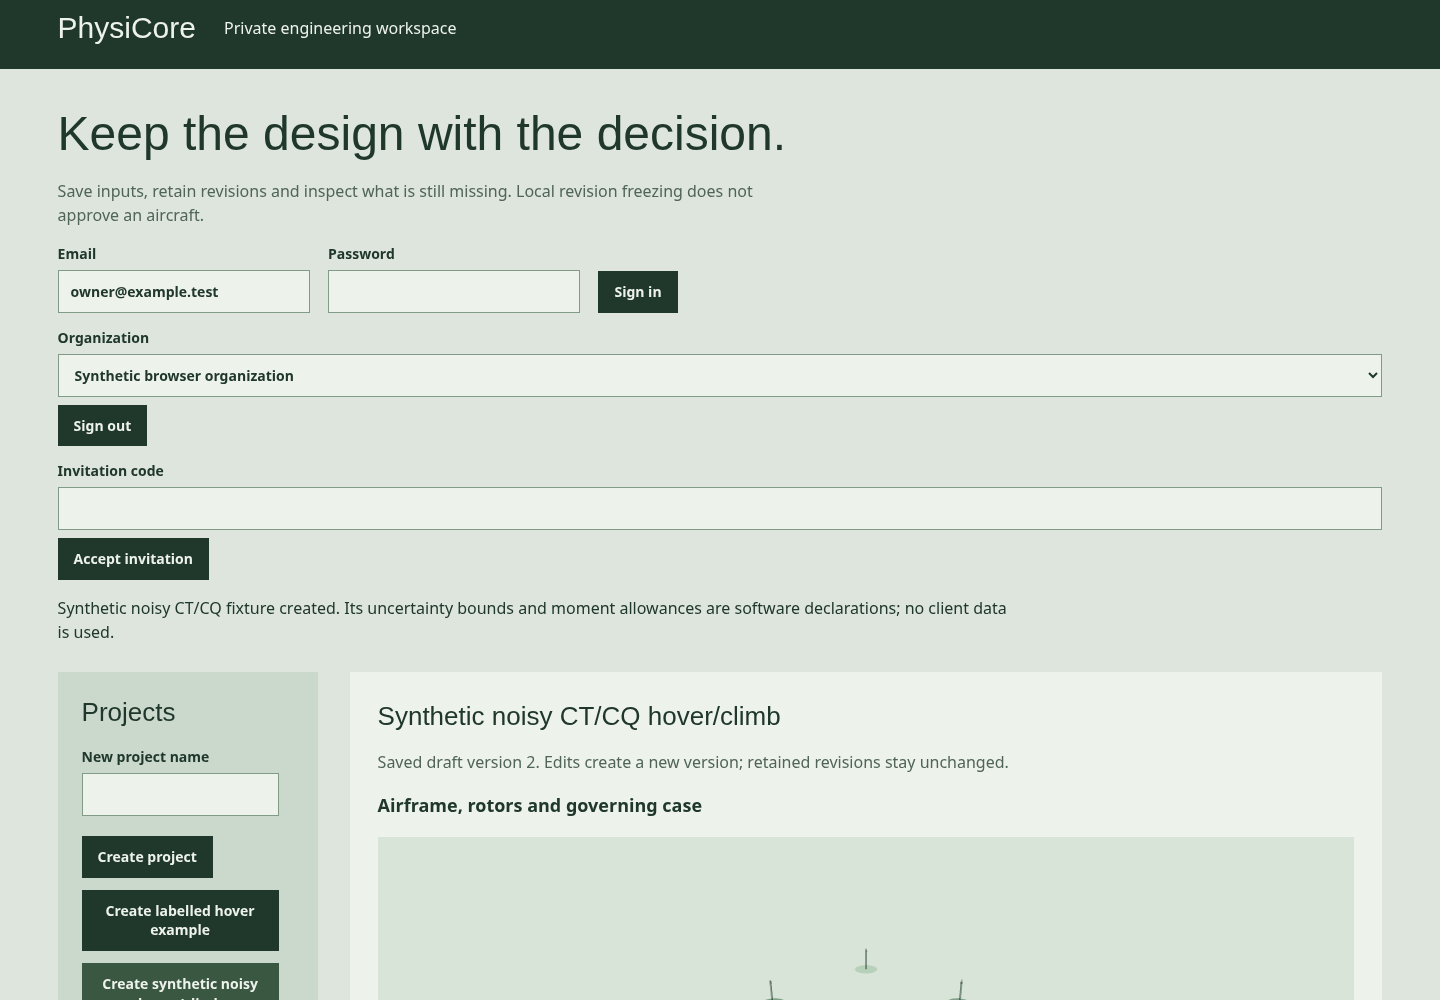 PhysiCore
Private engineering workspace
Keep the design with the decision.
Save inputs, retain revisions and inspect what is still missing. Local revision freezing does not
approve an aircraft.
Email
Password
owner@example.test
Sign in
Organization
Synthetic browser organization
Sign out
Invitation code
Accept invitation
Synthetic noisy CT/CQ fixture created. Its uncertainty bounds and moment allowances are software declarations; no client data
is used.
Projects
New project name
Create project
Create labelled hover
example
Create synthetic noisy
Synthetic noisy CT/CQ hover/climb
Saved draft version 2. Edits create a new version; retained revisions stay unchanged.
Airframe, rotors and governing case